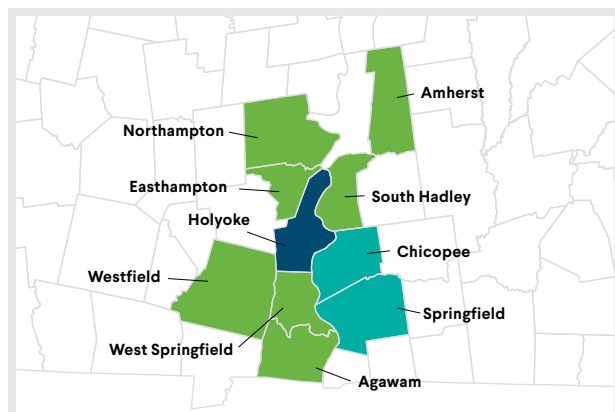 Amherst
Northampton
Easthampton
South Hadley
Holyoke
Chicopee
Westfield
Springfield
West Springfield
Agawam